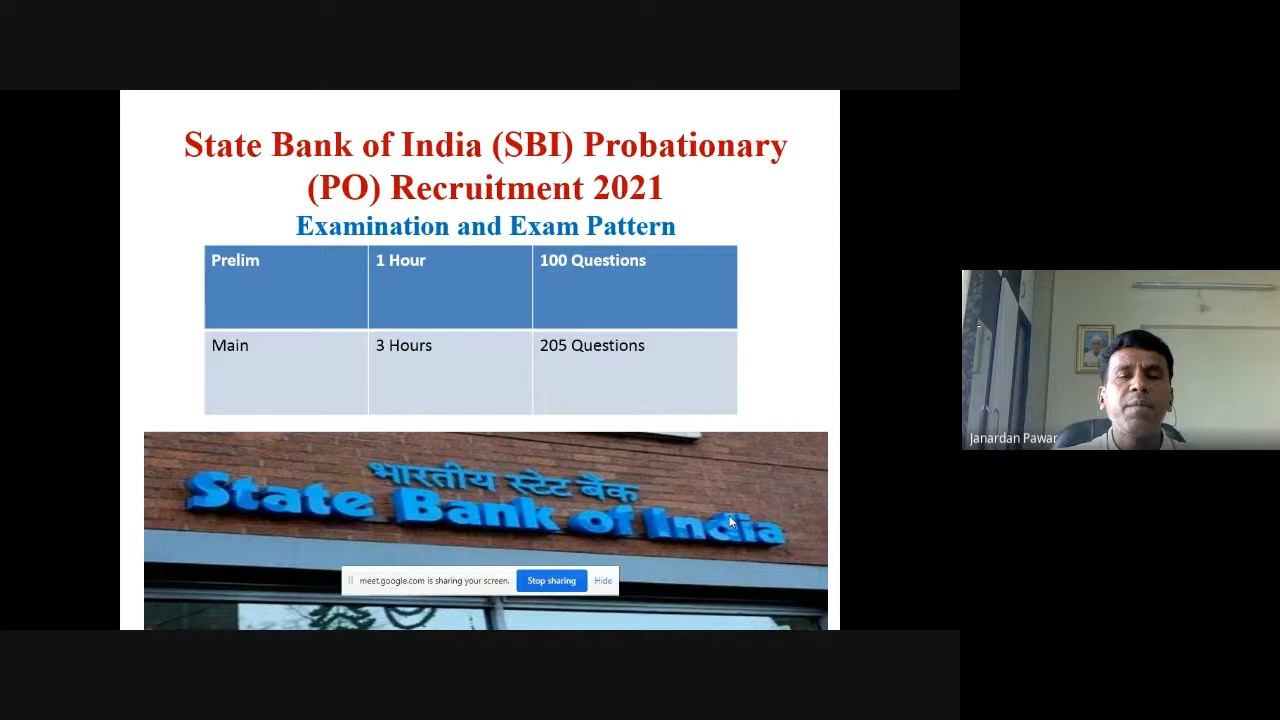 State Bank of India (SBI) Probationary
(PO) Recruitment 2021
Examination and Exam Pattern
Prelim 1 Hour 100 Questions
Main 3 Hours 205 Questions
भारतीय स्टेट बैंक
State Bank of India
meet.google.com is sharing your screen. Stop sharing Hide
Janardan Pawar